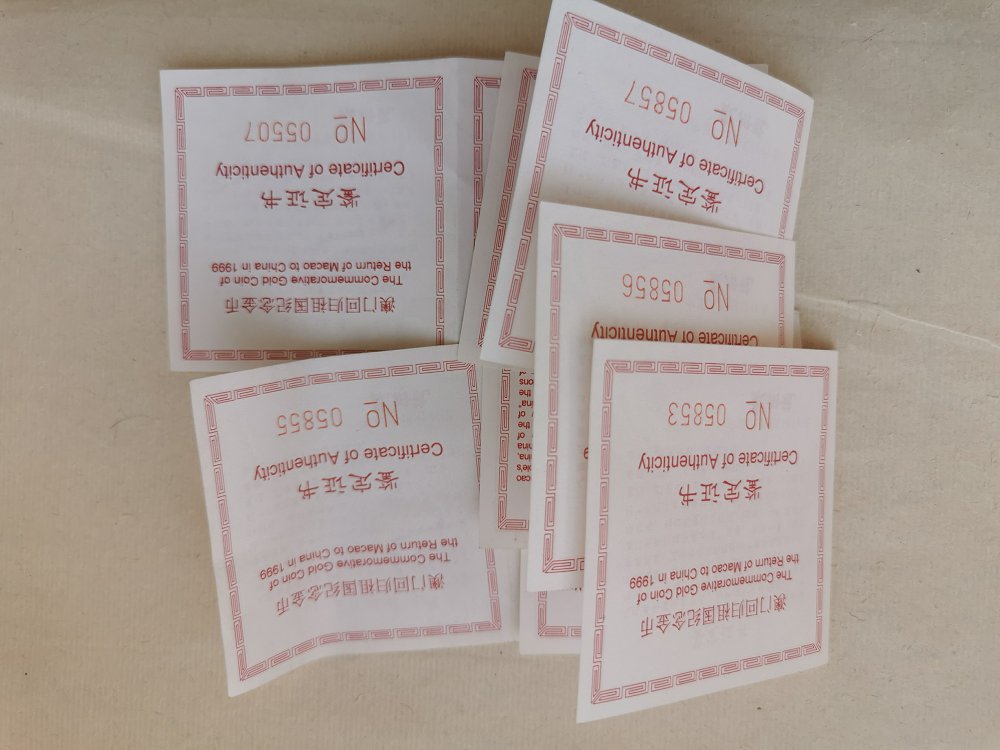 澳门回归祖国纪念金币
The Commemorative Gold Coin of
the Return of Macao to China in 1999
鉴定证书
Certificate of Authenticity
No 05507
鉴定证书
Certificate of Authenticity
No 05857
Certificate of Authenticity
No 05856
澳门回归祖国纪念金币
The Commemorative Gold Coin of
the Return of Macao to China in 1999
鉴定证书
Certificate of Authenticity
No 05855
澳门回归祖国纪念金币
The Commemorative Gold Coin of
the Return of Macao to China in 1999
鉴定证书
Certificate of Authenticity
No 05853